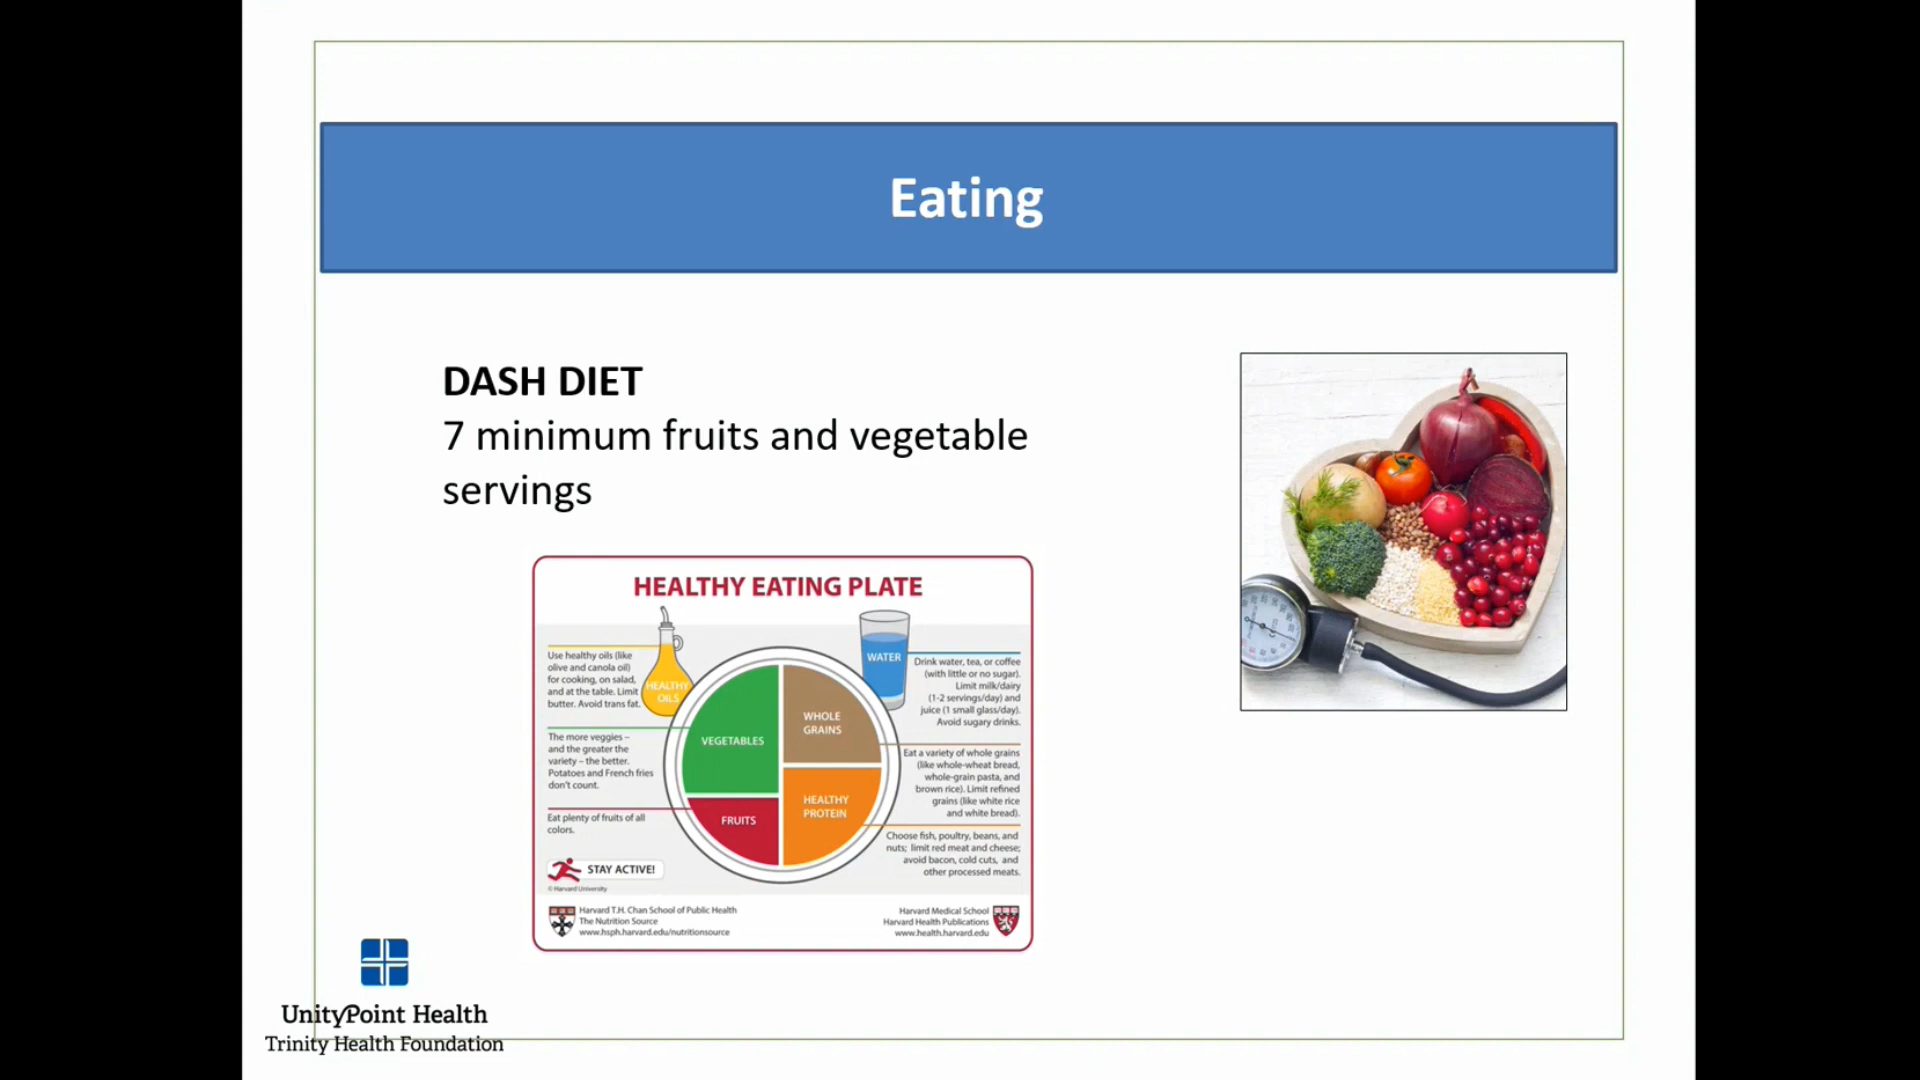 Eating
DASH DIET
7 minimum fruits and vegetable
servings
HEALTHY EATING PLATE
Use healthy oils (like
olive and canola oil)
for cooking, on salad,
and at the table. Limit
butter. Avoid trans fat.
HEALTHY
OILS
The more veggies –
and the greater the
variety – the better.
Potatoes and French fries
don't count.
Eat plenty of fruits of all
colors.
STAY ACTIVE!
© Harvard University
VEGETABLES
FRUITS
WHOLE
GRAINS
HEALTHY
PROTEIN
WATER
Drink water, tea, or coffee
(with little or no sugar).
Limit milk/dairy
(1-2 servings/day) and
juice (1 small glass/day).
Avoid sugary drinks.
Eat a variety of whole grains
(like whole-wheat bread,
whole-grain pasta, and
brown rice). Limit refined
grains (like white rice
and white bread).
Choose fish, poultry, beans, and
nuts; limit red meat and cheese;
avoid bacon, cold cuts, and
other processed meats.
Harvard T.H. Chan School of Public Health
The Nutrition Source
www.hsph.harvard.edu/nutritionsource
Harvard Medical School
Harvard Health Publications
www.health.harvard.edu
UnityPoint Health
Trinity Health Foundation